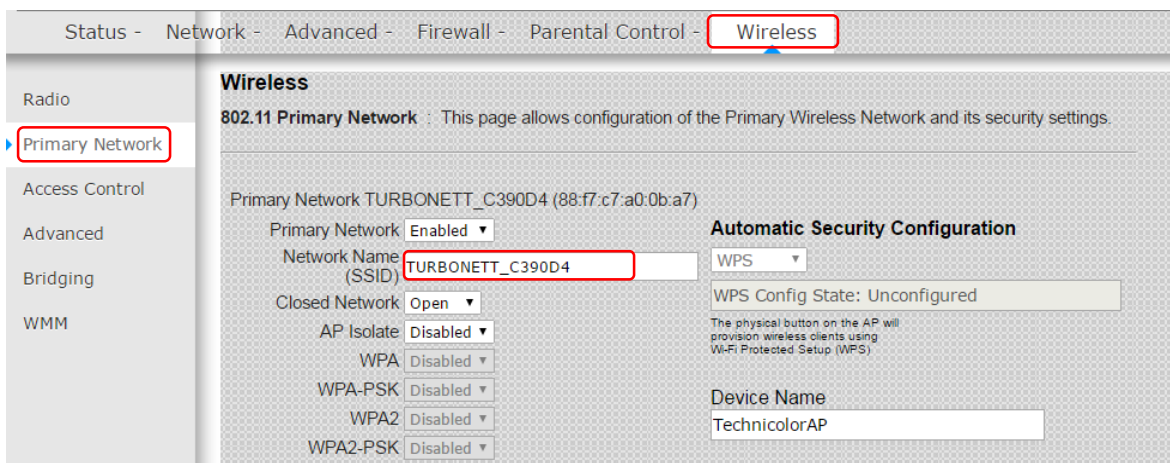 Status - Network - Advanced - Firewall - Parental Control - Wireless
Radio
Primary Network
Access Control
Advanced
Bridging
WMM
Wireless
802.11 Primary Network : This page allows configuration of the Primary Wireless Network and its security settings.
Primary Network TURBONETT_C390D4 (88:f7:c7:a0:0b:a7)
Primary Network Enabled
Network Name
(SSID) TURBONETT_C390D4
Closed Network Open
AP Isolate Disabled
WPA Disabled
WPA-PSK Disabled
WPA2 Disabled
WPA2-PSK Disabled
Automatic Security Configuration
WPS
WPS Config State: Unconfigured
The physical button on the AP will
provision wireless clients using
Wi-Fi Protected Setup (WPS)
Device Name
TechnicolorAP